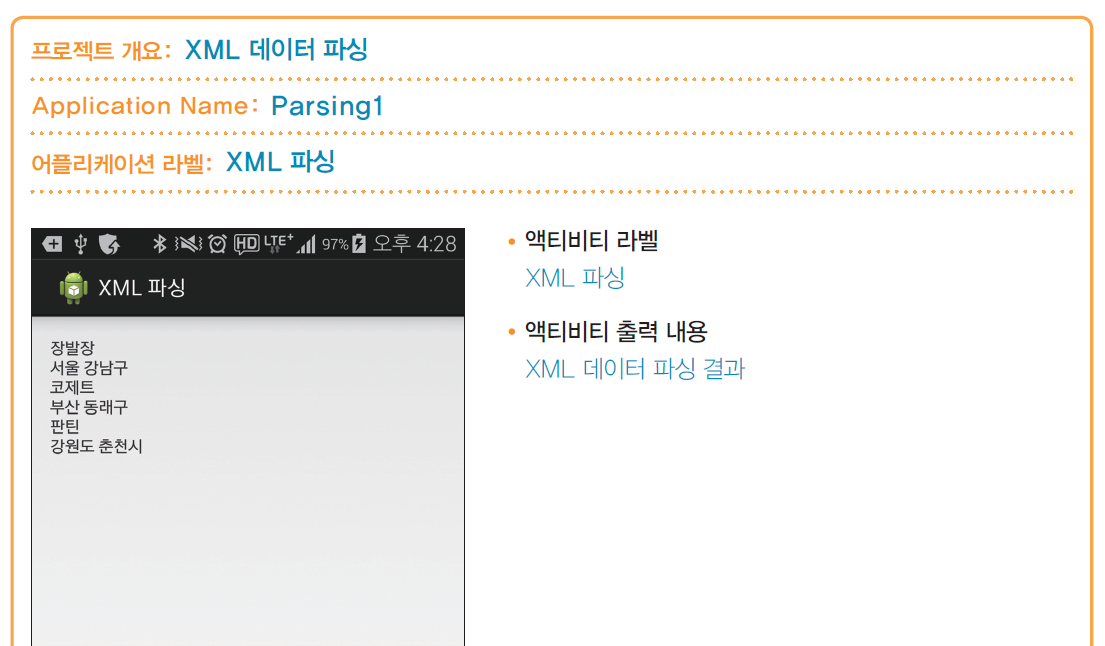 프로젝트 개요: XML 데이터 파싱
Application Name: Parsing1
어플리케이션 라벨: XML 파싱
HD LTE+ 97% 오후 4:28
XML 파싱
장발장
서울 강남구
코제트
부산 동래구
판틴
강원도 춘천시
• 액티비티 라벨
XML 파싱
• 액티비티 출력 내용
XML 데이터 파싱 결과